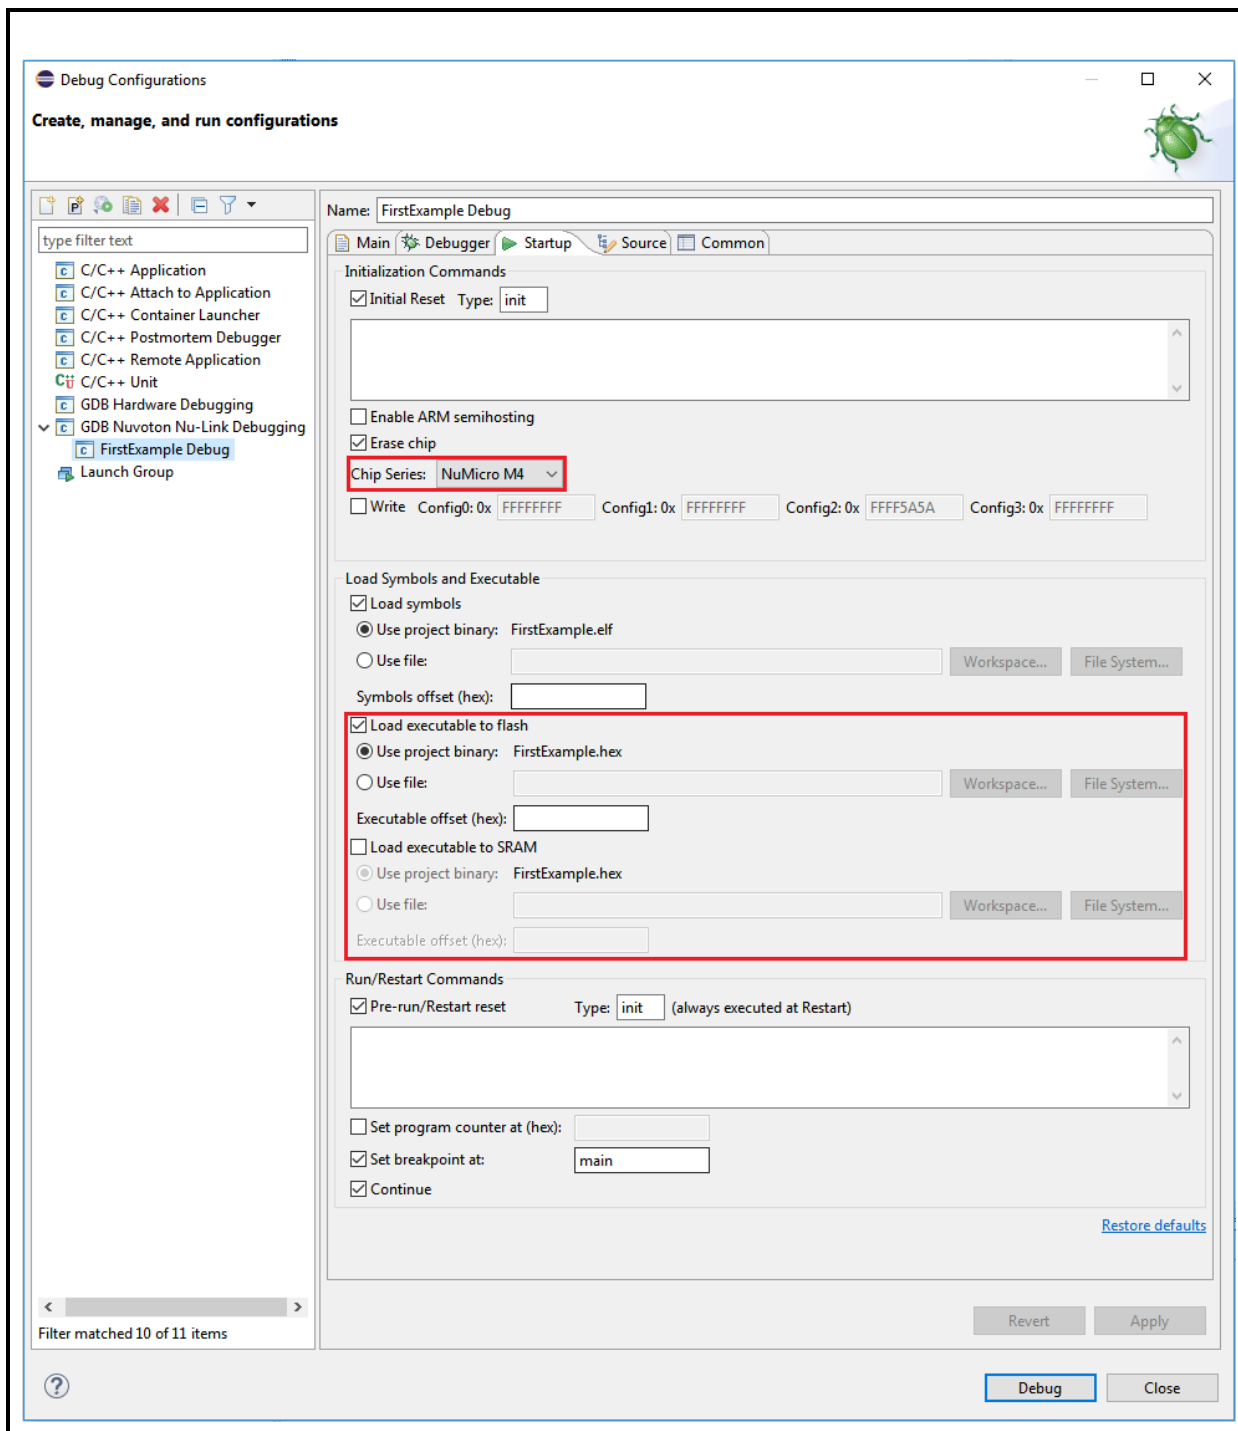 Debug Configurations
Create, manage, and run configurations
type filter text
C/C++ Application
C/C++ Attach to Application
C/C++ Container Launcher
C/C++ Postmortem Debugger
C/C++ Remote Application
C/C++ Unit
GDB Hardware Debugging
GDB Nuvoton Nu-Link Debugging
FirstExample Debug
Launch Group
Filter matched 10 of 11 items
Name: FirstExample Debug
Main Debugger Startup Source Common
Initialization Commands
Initial Reset Type: init
Enable ARM semihosting
Erase chip
Chip Series: NuMicro M4
Write Config0: 0x FFFFFFFF Config1: 0x FFFFFFFF Config2: 0x FFFF5A5A Config3: 0x FFFFFFFF
Load Symbols and Executable
Load symbols
Use project binary: FirstExample.elf
Use file: Workspace... File System...
Symbols offset (hex):
Load executable to flash
Use project binary: FirstExample.hex
Use file: Workspace... File System...
Executable offset (hex):
Load executable to SRAM
Use project binary: FirstExample.hex
Use file: Workspace... File System...
Executable offset (hex):
Run/Restart Commands
Pre-run/Restart reset Type: init (always executed at Restart)
Set program counter at (hex):
Set breakpoint at: main
Continue
Restore defaults
Revert Apply
Debug Close